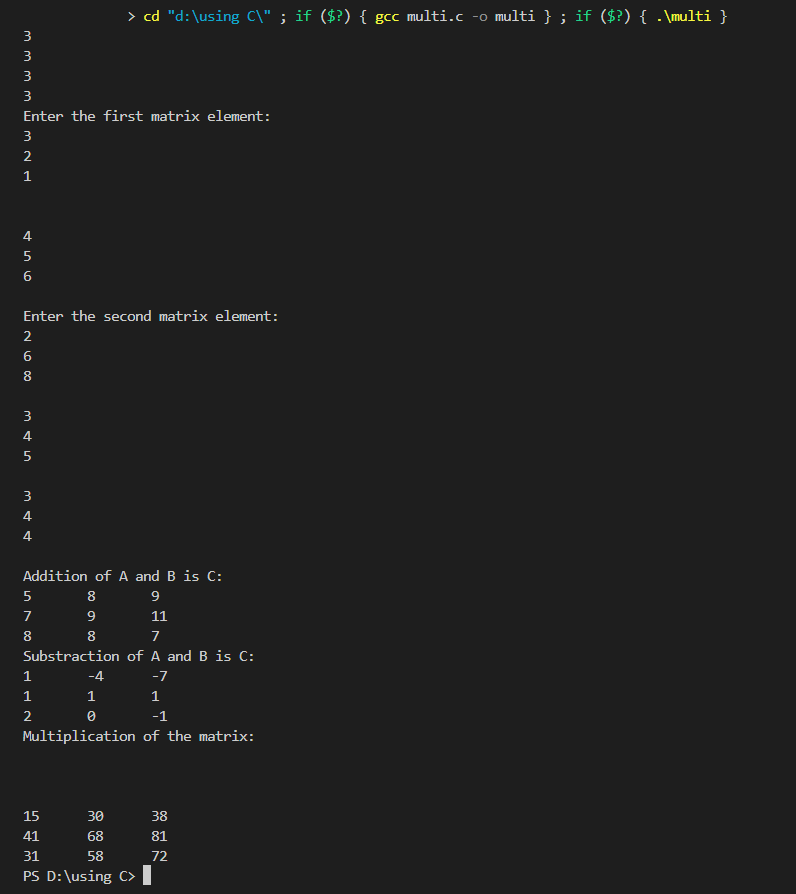 > cd "d:\using C\" ; if ($?) { gcc multi.c -o multi } ; if ($?) { .\multi }
3
3
3
3
Enter the first matrix element:
3
2
1
4
5
6
Enter the second matrix element:
2
6
8
3
4
5
3
4
4
Addition of A and B is C:
5 8 9
7 9 11
8 8 7
Substraction of A and B is C:
1 -4 -7
1 1 1
2 0 -1
Multiplication of the matrix:
15 30 38
41 68 81
31 58 72
PS D:\using C>